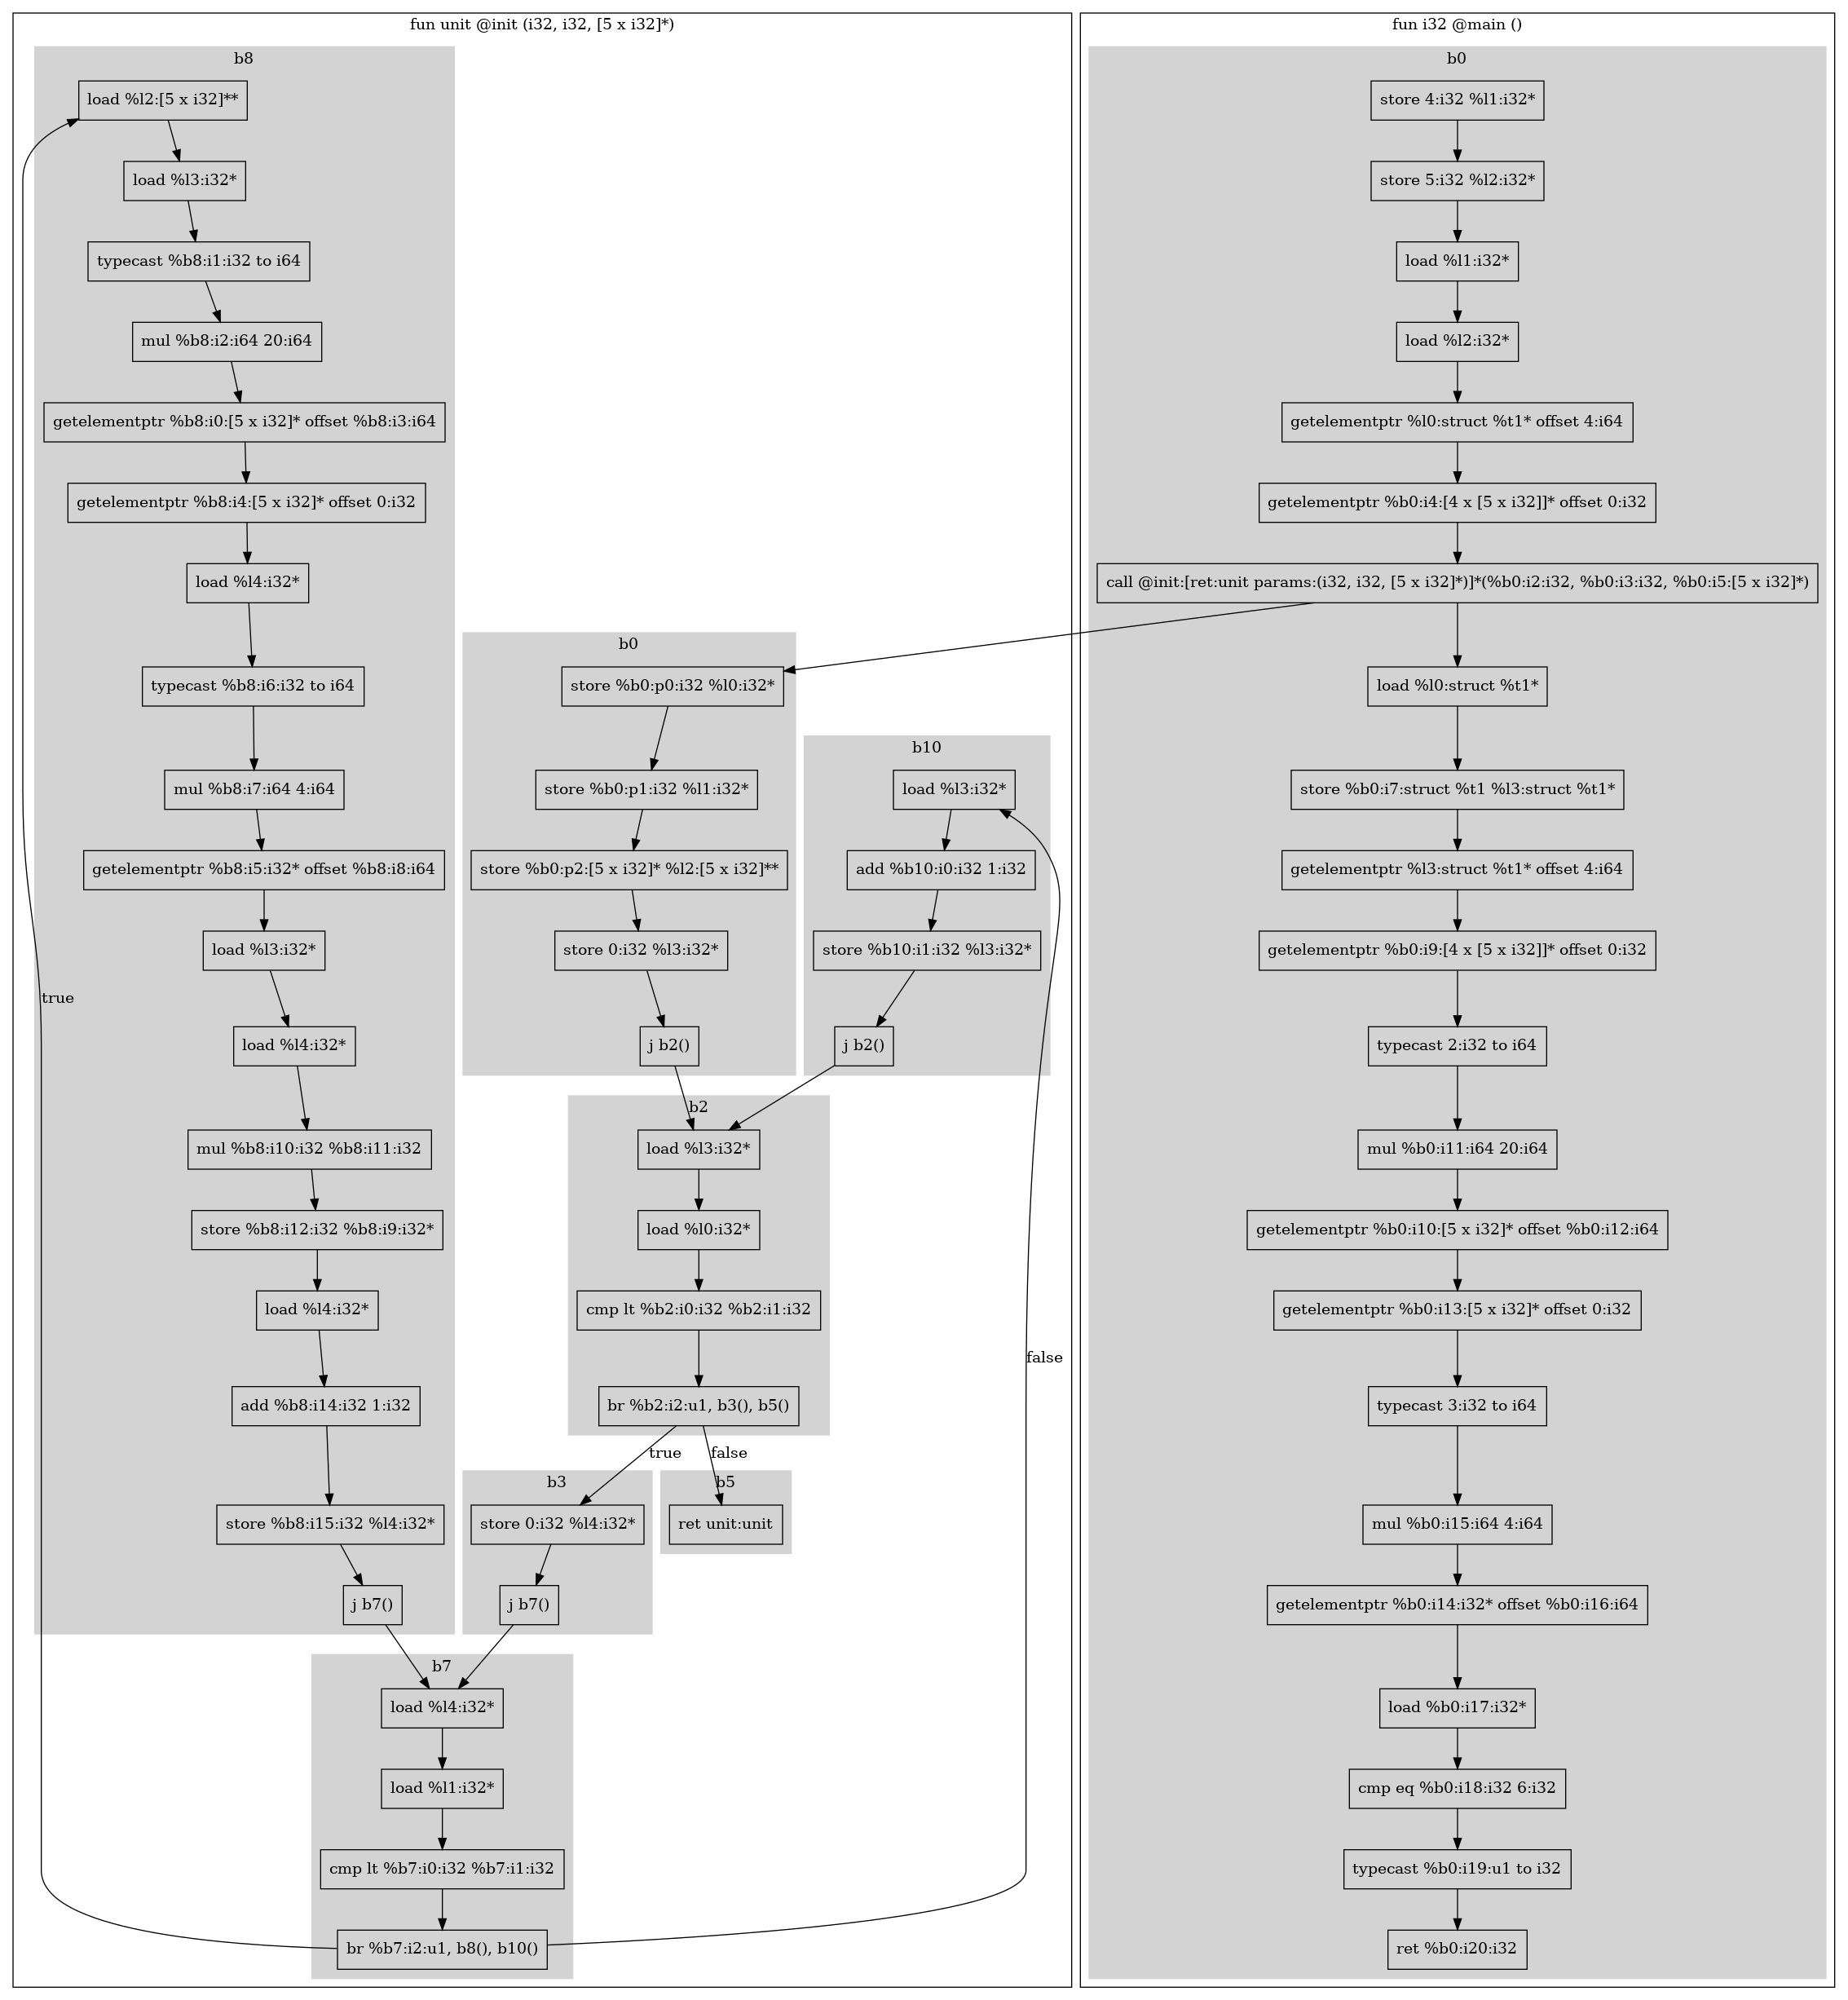 fun unit @init (i32, i32, [5 x i32]*)
b8
load %l2:[5 x i32]**
load %l3:i32*
typecast %b8:i1:i32 to i64
mul %b8:i2:i64 20:i64
getelementptr %b8:i0:[5 x i32]* offset %b8:i3:i64
getelementptr %b8:i4:[5 x i32]* offset 0:i32
load %l4:i32*
typecast %b8:i6:i32 to i64
mul %b8:i7:i64 4:i64
getelementptr %b8:i5:i32* offset %b8:i8:i64
load %l3:i32*
load %l4:i32*
mul %b8:i10:i32 %b8:i11:i32
store %b8:i12:i32 %b8:i9:i32*
load %l4:i32*
add %b8:i14:i32 1:i32
store %b8:i15:i32 %l4:i32*
j b7()
true
b0
store %b0:p0:i32 %l0:i32*
store %b0:p1:i32 %l1:i32*
store %b0:p2:[5 x i32]* %l2:[5 x i32]**
store 0:i32 %l3:i32*
j b2()
b10
load %l3:i32*
add %b10:i0:i32 1:i32
store %b10:i1:i32 %l3:i32*
j b2()
b2
load %l3:i32*
load %l0:i32*
cmp lt %b2:i0:i32 %b2:i1:i32
br %b2:i2:u1, b3(), b5()
true
false
false
b3
store 0:i32 %l4:i32*
j b7()
b5
ret unit:unit
b7
load %l4:i32*
load %l1:i32*
cmp lt %b7:i0:i32 %b7:i1:i32
br %b7:i2:u1, b8(), b10()
fun i32 @main ()
b0
store 4:i32 %l1:i32*
store 5:i32 %l2:i32*
load %l1:i32*
load %l2:i32*
getelementptr %l0:struct %t1* offset 4:i64
getelementptr %b0:i4:[4 x [5 x i32]]* offset 0:i32
call @init:[ret:unit params:(i32, i32, [5 x i32]*)]*(%b0:i2:i32, %b0:i3:i32, %b0:i5:[5 x i32]*)
load %l0:struct %t1*
store %b0:i7:struct %t1 %l3:struct %t1*
getelementptr %l3:struct %t1* offset 4:i64
getelementptr %b0:i9:[4 x [5 x i32]]* offset 0:i32
typecast 2:i32 to i64
mul %b0:i11:i64 20:i64
getelementptr %b0:i10:[5 x i32]* offset %b0:i12:i64
getelementptr %b0:i13:[5 x i32]* offset 0:i32
typecast 3:i32 to i64
mul %b0:i15:i64 4:i64
getelementptr %b0:i14:i32* offset %b0:i16:i64
load %b0:i17:i32*
cmp eq %b0:i18:i32 6:i32
typecast %b0:i19:u1 to i32
ret %b0:i20:i32